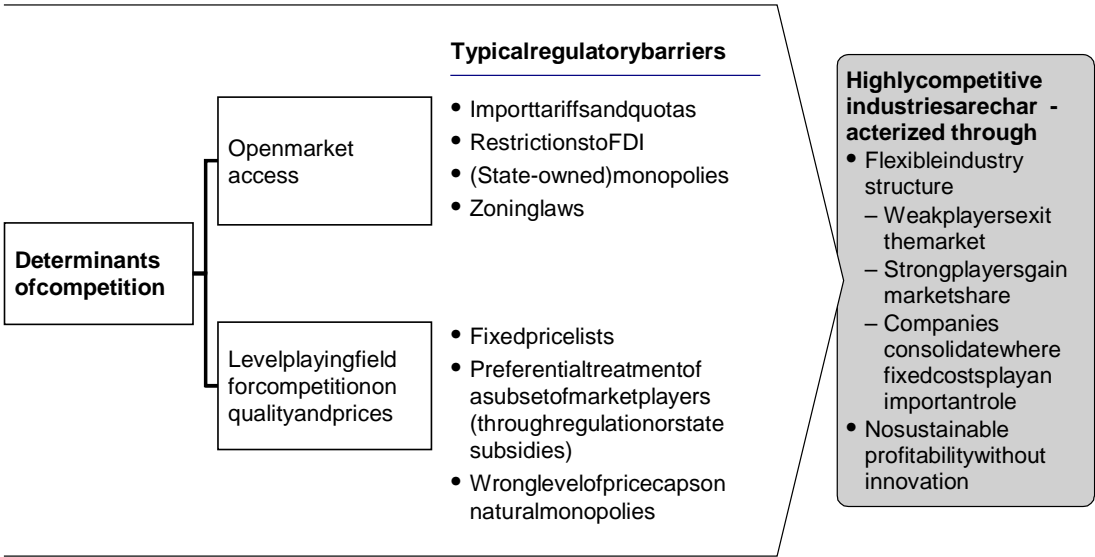 Typicalregulatorybarriers
Determinants
ofcompetition
Openmarket
access
• Importtariffsandquotas
• RestrictionstoFDI
• (State-owned)monopolies
• Zoninglaws
Levelplayingfield
forcompetitionon
qualityandprices
• Fixedpricelists
• Preferentialtreatmentof
asubsetofmarketplayers
(throughregulationorstate
subsidies)
• Wronglevelofpricecapson
naturalmonopolies
Highlycompetitive
industriesarechar -
acterized through
• Flexibleindustry
structure
– Weakplayersexit
themarket
– Strongplayersgain
marketshare
– Companies
consolidatewhere
fixedcostsplayan
importantrole
• Nosustainable
profitabilitywithout
innovation